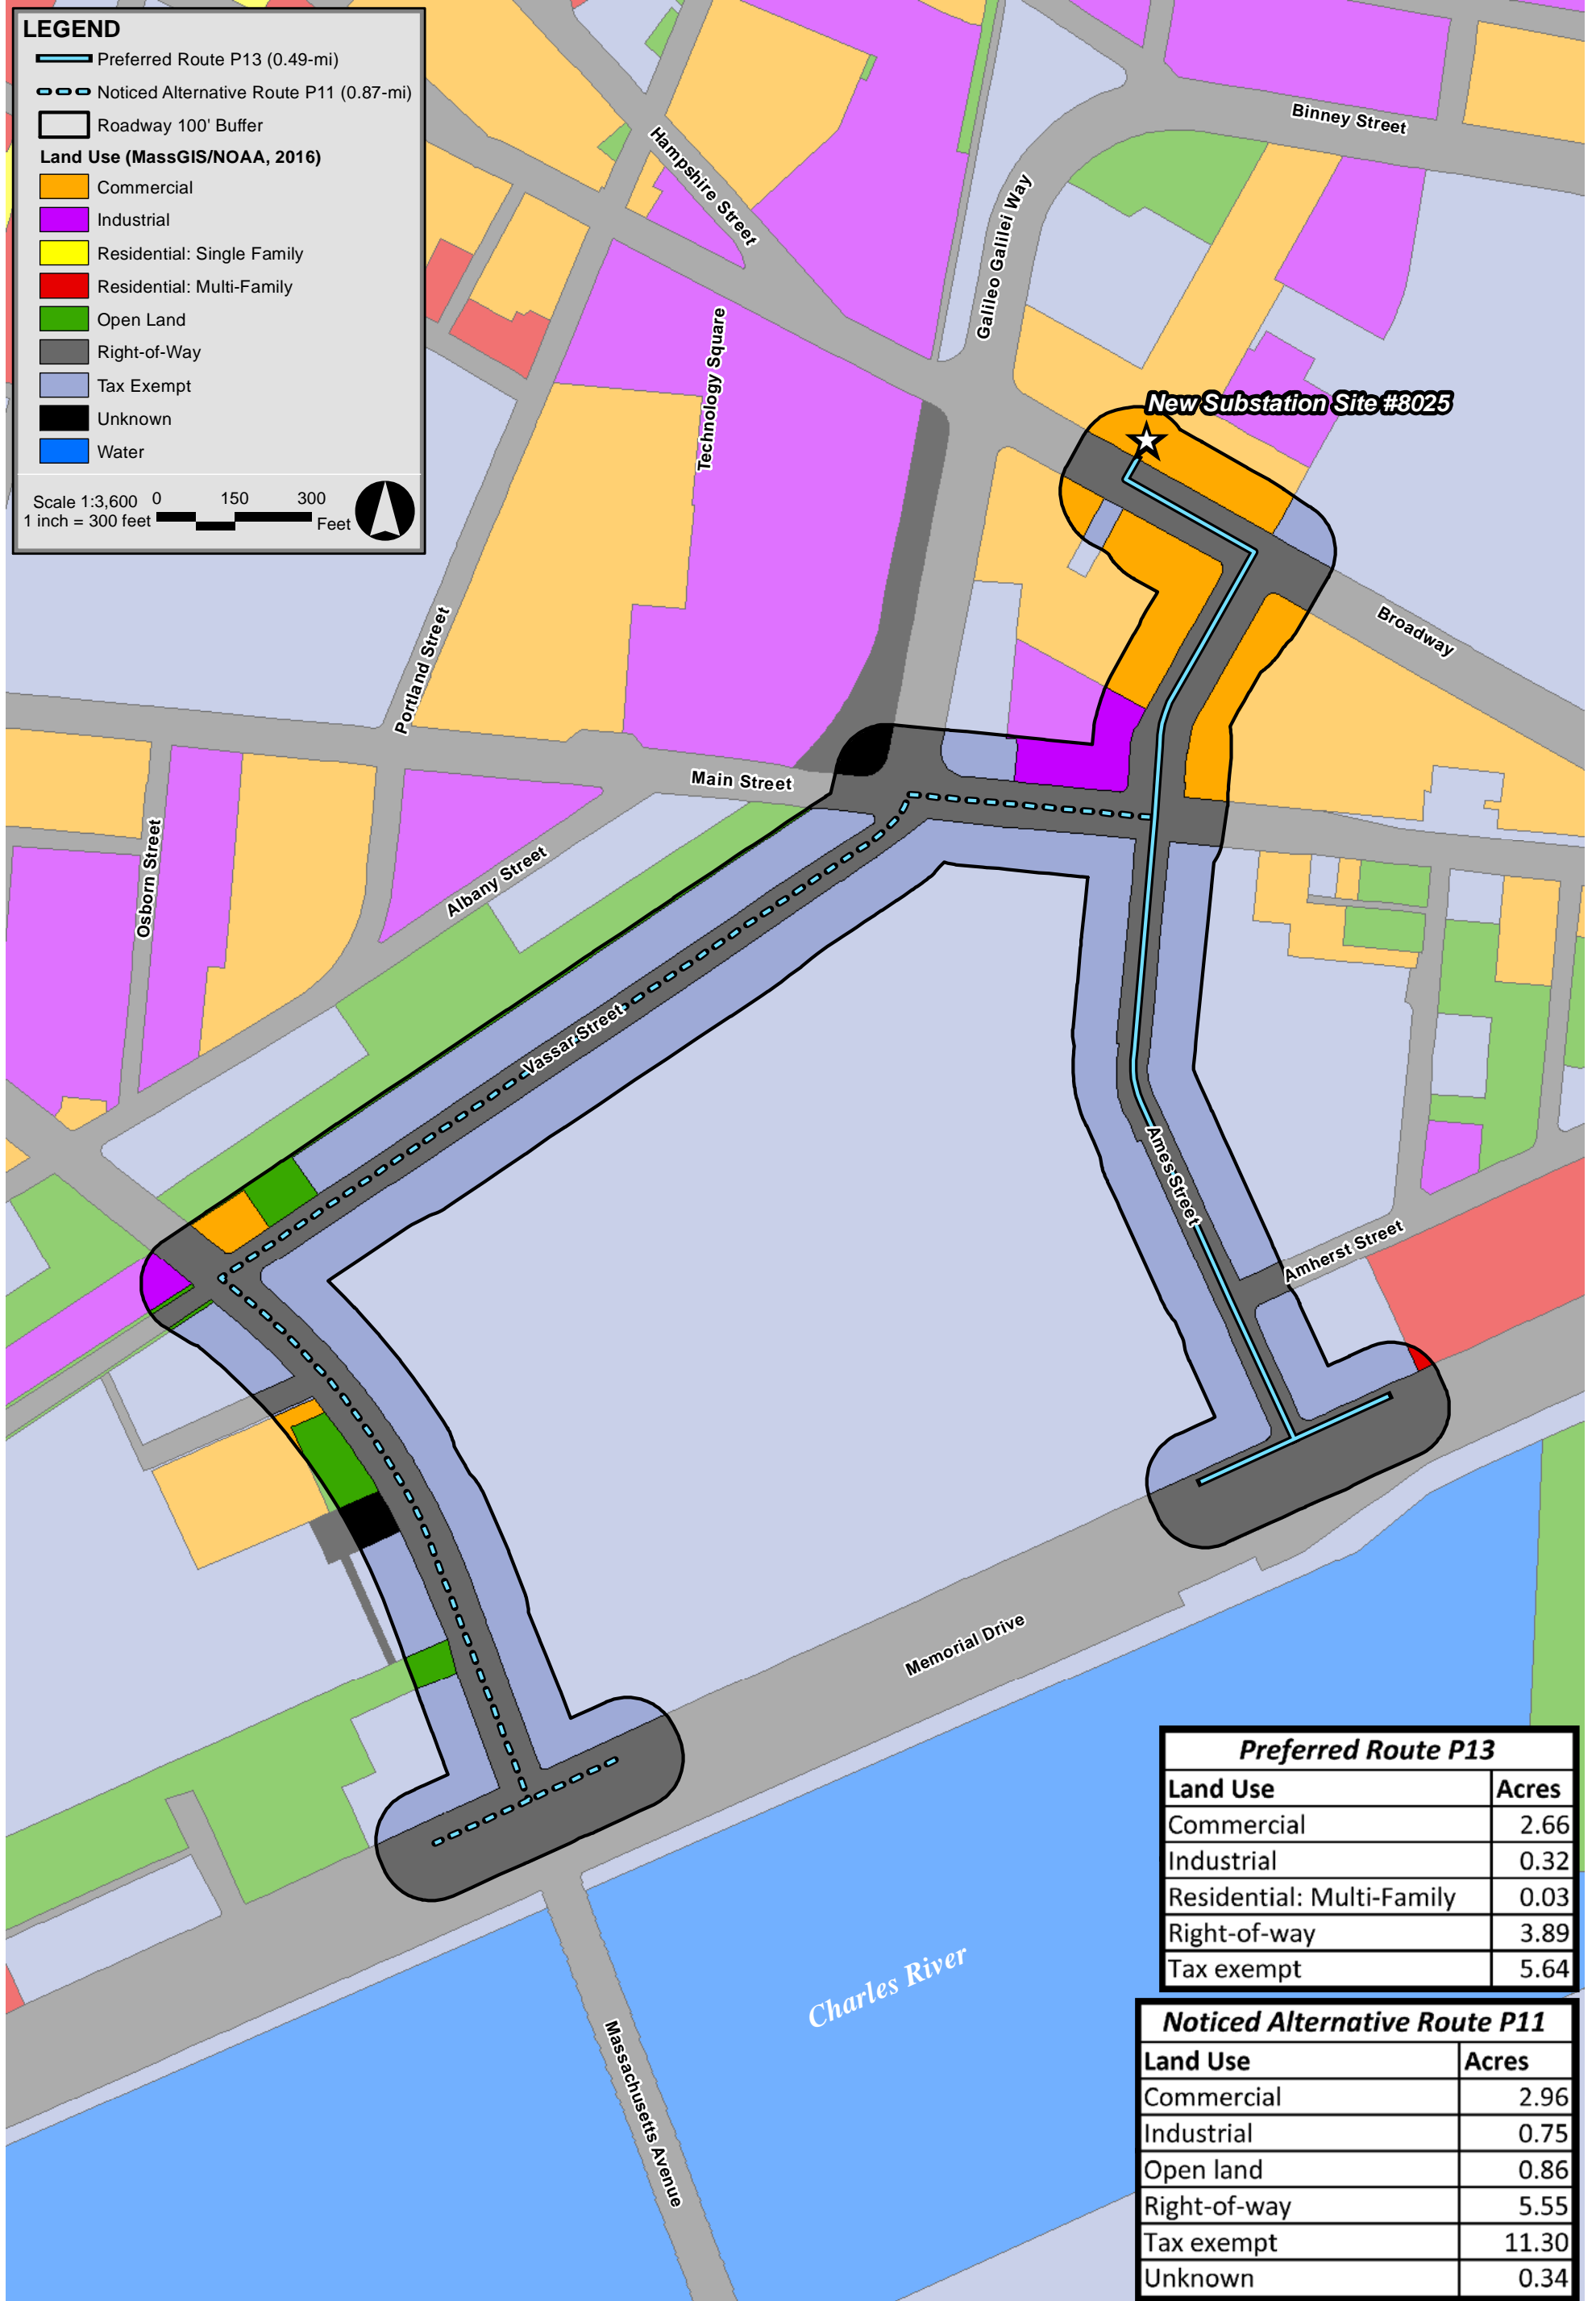 LEGEND
Preferred Route P13 (0.49-mi)
Noticed Alternative Route P11 (0.87-mi)
Roadway 100' Buffer
Land Use (MassGIS/NOAA, 2016)
Commercial
Industrial
Residential: Single Family
Residential: Multi-Family
Open Land
Right-of-Way
Tax Exempt
Unknown
Water
Scale 1:3,600
1 inch = 300 feet
0 150 300
Feet
Binney Street
Hampshire Street
Galileo Galilei Way
Technology Square
New Substation Site #8025
Broadway
Portland Street
Main Street
Osborn Street
Albany Street
Vassar Street
Ames Street
Amherst Street
Memorial Drive
Charles River
Massachusetts Avenue
Preferred Route P13
Land Use Acres
Commercial 2.66
Industrial 0.32
Residential: Multi-Family 0.03
Right-of-way 3.89
Tax exempt 5.64
Noticed Alternative Route P11
Land Use Acres
Commercial 2.96
Industrial 0.75
Open land 0.86
Right-of-way 5.55
Tax exempt 11.30
Unknown 0.34